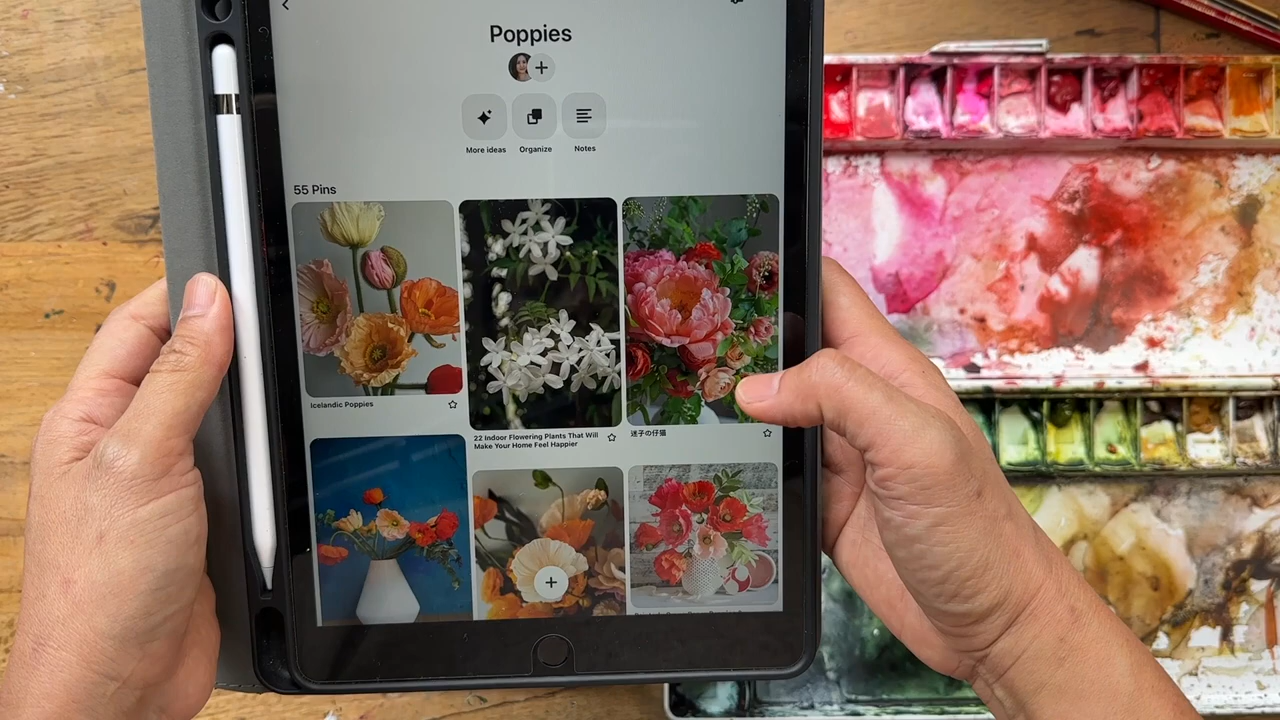 Poppies
More ideas
Organize
Notes
55 Pins
Icelandic Poppies
22 Indoor Flowering Plants That Will
Make Your Home Feel Happier
迷子の仔猫